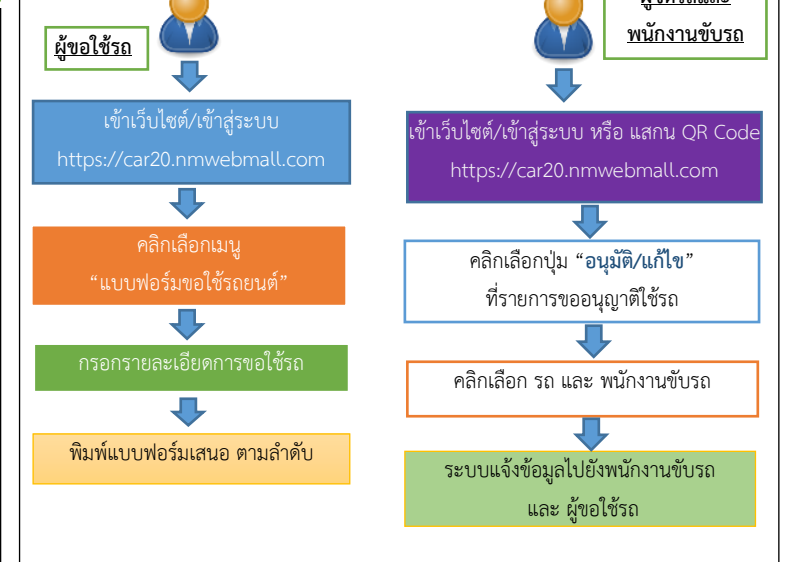 ผู้ขอใช้รถ
เข้าเว็บไซต์/เข้าสู่ระบบ
https://car20.nmwebmall.com
คลิกเลือกเมนู
“แบบฟอร์มขอใช้รถยนต์”
กรอกรายละเอียดการขอใช้รถ
พิมพ์แบบฟอร์มเสนอ ตามลำดับ
พนักงานขับรถ
เข้าเว็บไซต์/เข้าสู่ระบบ หรือ แสกน QR Code
https://car20.nmwebmall.com
คลิกเลือกปุ่ม “อนุมัติ/แก้ไข”
ที่รายการขออนุญาติใช้รถ
คลิกเลือก รถ และ พนักงานขับรถ
ระบบแจ้งข้อมูลไปยังพนักงานขับรถ
และ ผู้ขอใช้รถ